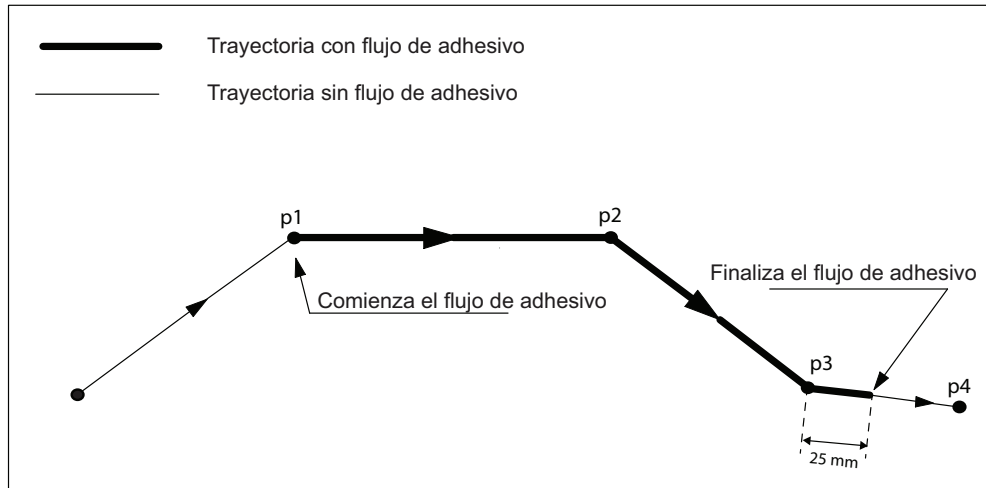 Trayectoria con flujo de adhesivo
Trayectoria sin flujo de adhesivo
p1
p2
Finaliza el flujo de adhesivo
Comienza el flujo de adhesivo
p3
p4
25 mm